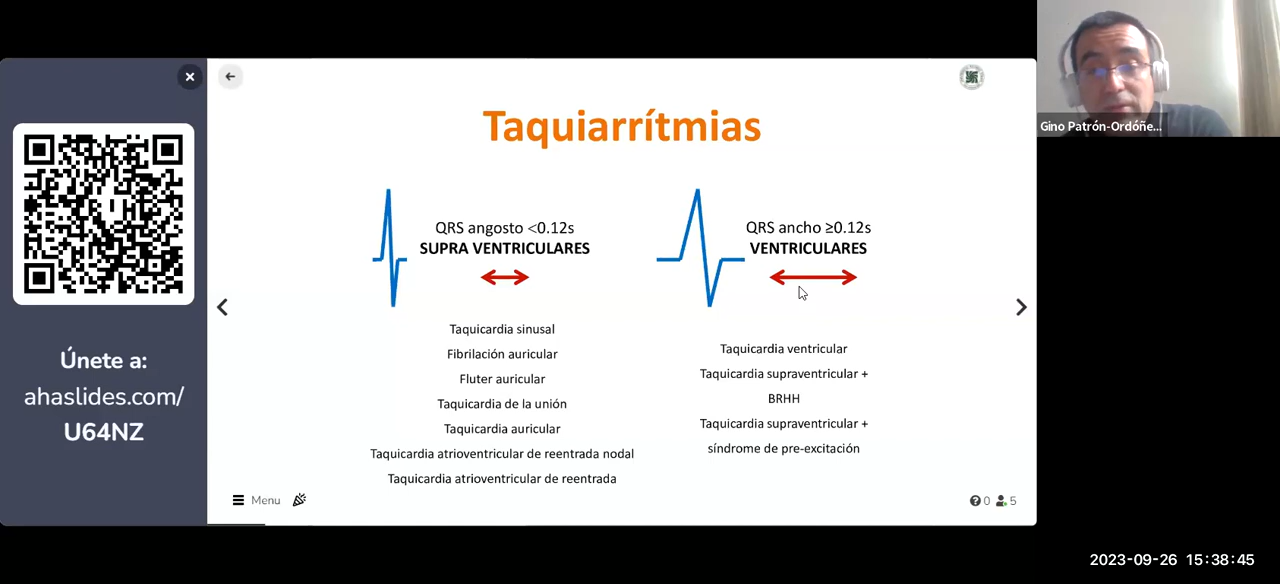 Taquiarrítmias
QRS angosto <0.12s
SUPRA VENTRICULARES
Taquicardia sinusal
Fibrilación auricular
Fluter auricular
Taquicardia de la unión
Taquicardia auricular
Taquicardia atrioventricular de reentrada nodal
Taquicardia atrioventricular de reentrada
QRS ancho ≥0.12s
VENTRICULARES
Taquicardia ventricular
Taquicardia supraventricular +
BRHH
Taquicardia supraventricular +
síndrome de pre-excitación
Únete a:
ahaslides.com/
U64NZ
Menu
0
5
Gino Patrón-Ordóñe...
2023-09-26 15:38:45